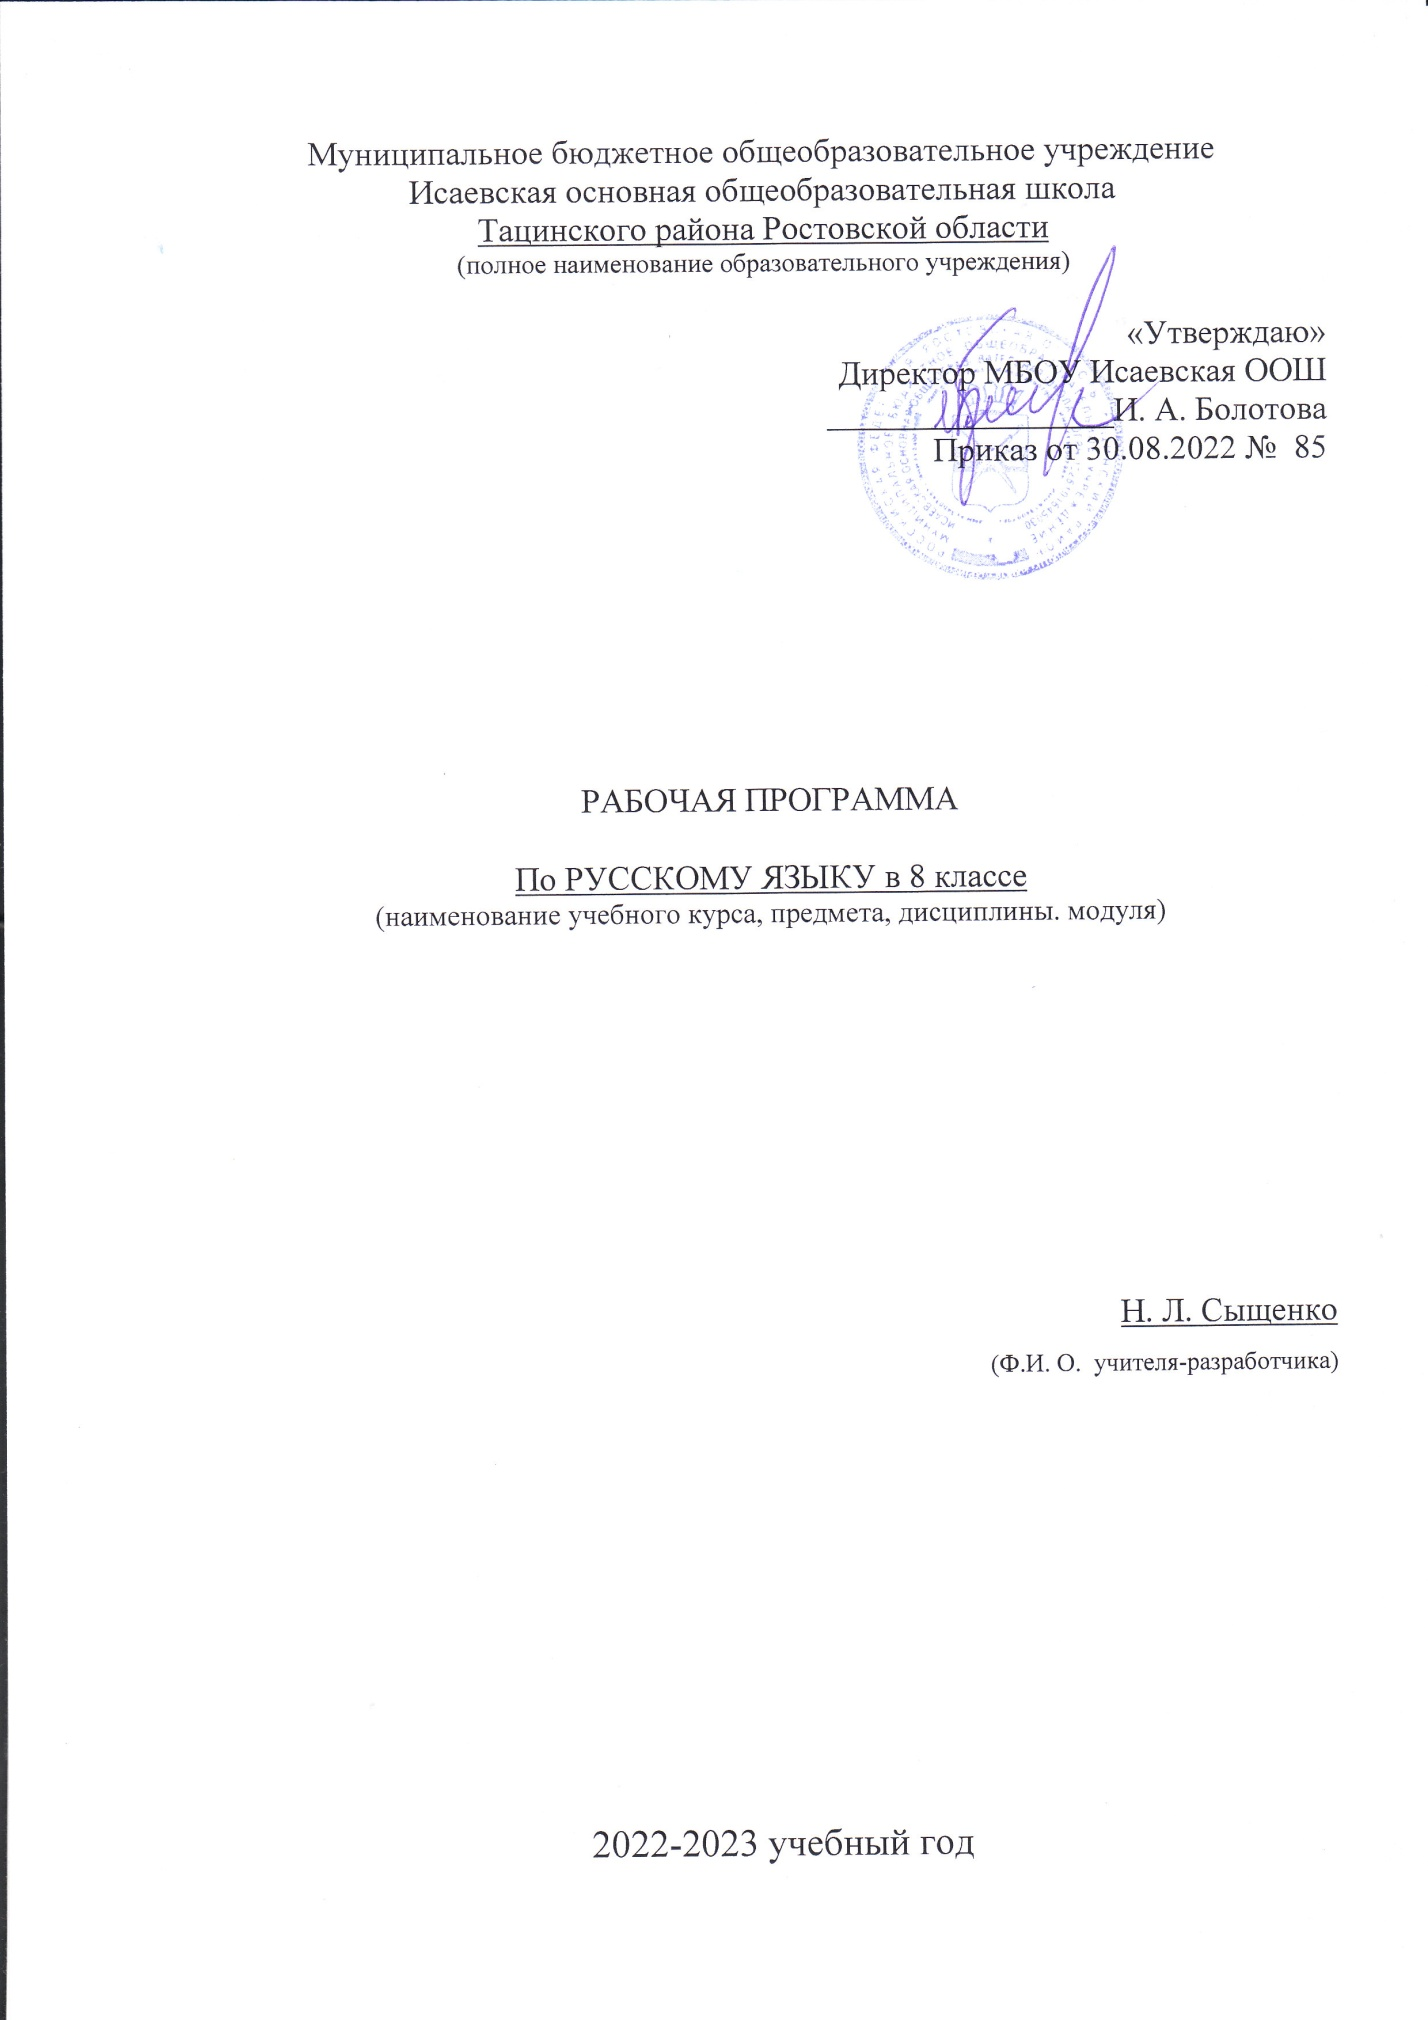 Муниципальное бюджетное общеобразовательное учреждение
Исаевская основная общеобразовательная школа
Тацинского района Ростовской области
(полное наименование образовательного учреждения)
«Утверждаю»
Директор МБОУ Исаевская ООШ
И. А. Болотова
Приказ от 30.08.2022 № 85
РАБОЧАЯ ПРОГРАММА
По РУССКОМУ ЯЗЫКУ в 8 классе
(наименование учебного курса, предмета, дисциплины. модуля)
Н. Л. Сыщенко
(Ф.И. О. учителя-разработчика)
2022-2023 учебный год